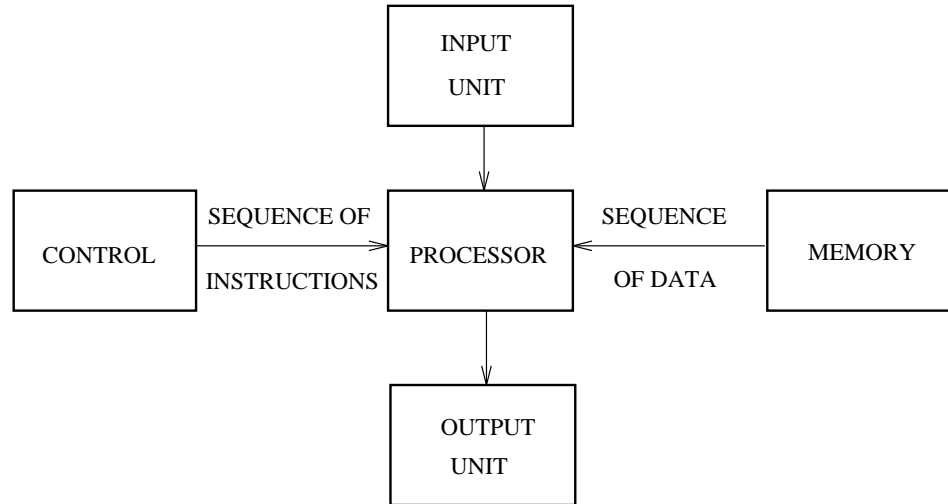 INPUT
UNIT
SEQUENCE OF
SEQUENCE
CONTROL
PROCESSOR
MEMORY
INSTRUCTIONS
OF DATA
OUTPUT
UNIT